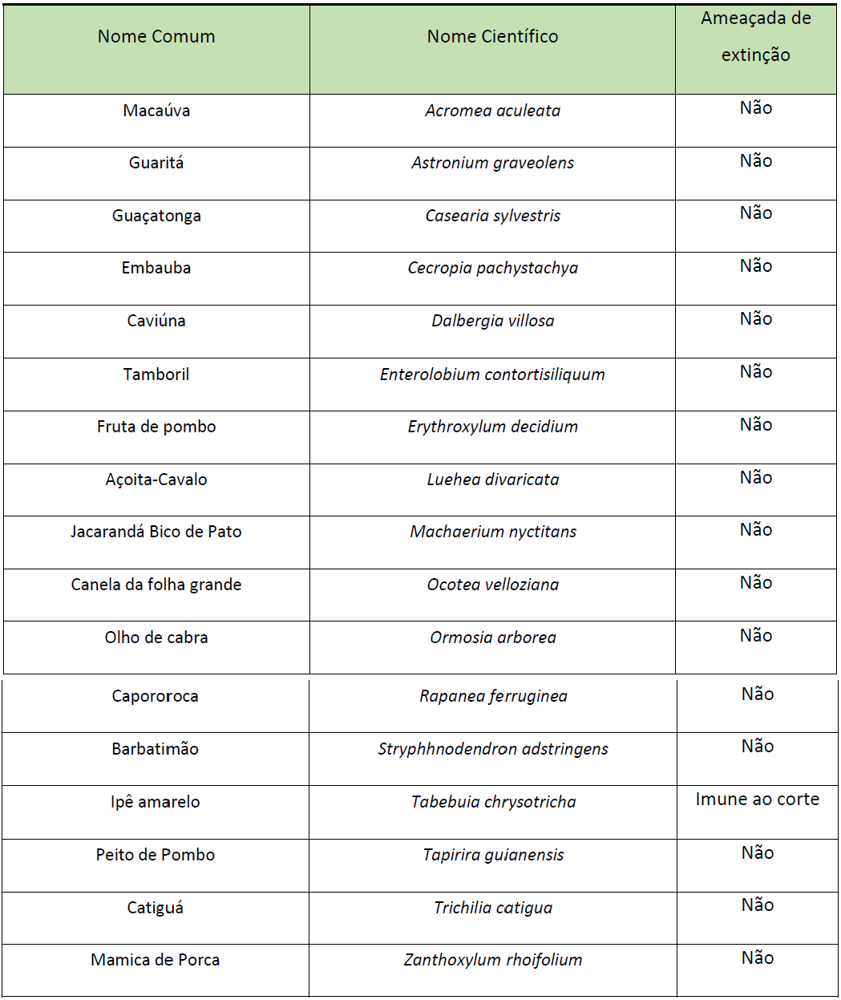 Nome Comum Nome Científico Ameaçada de extinção
Macaúva Acromea aculeata Não
Guaritá Astronium graveolens Não
Guaçatonga Casearia sylvestris Não
Embauba Cecropia pachystachya Não
Caviúna Dalbergia villosa Não
Tamboril Enterolobium contortisiliquum Não
Fruta de pombo Erythroxylum decidium Não
Açoita-Cavalo Luehea divaricata Não
Jacarandá Bico de Pato Machaerium nyctitans Não
Canela da folha grande Ocotea velloziana Não
Olho de cabra Ormosia arborea Não
Capororoca Rapanea ferruginea Não
Barbatimão Stryphhnodendron adstringens Não
Ipê amarelo Tabebuia chrysotricha Imune ao corte
Peito de Pombo Tapirira guianensis Não
Catiguá Trichilia catigua Não
Mamica de Porca Zanthoxylum rhoifolium Não